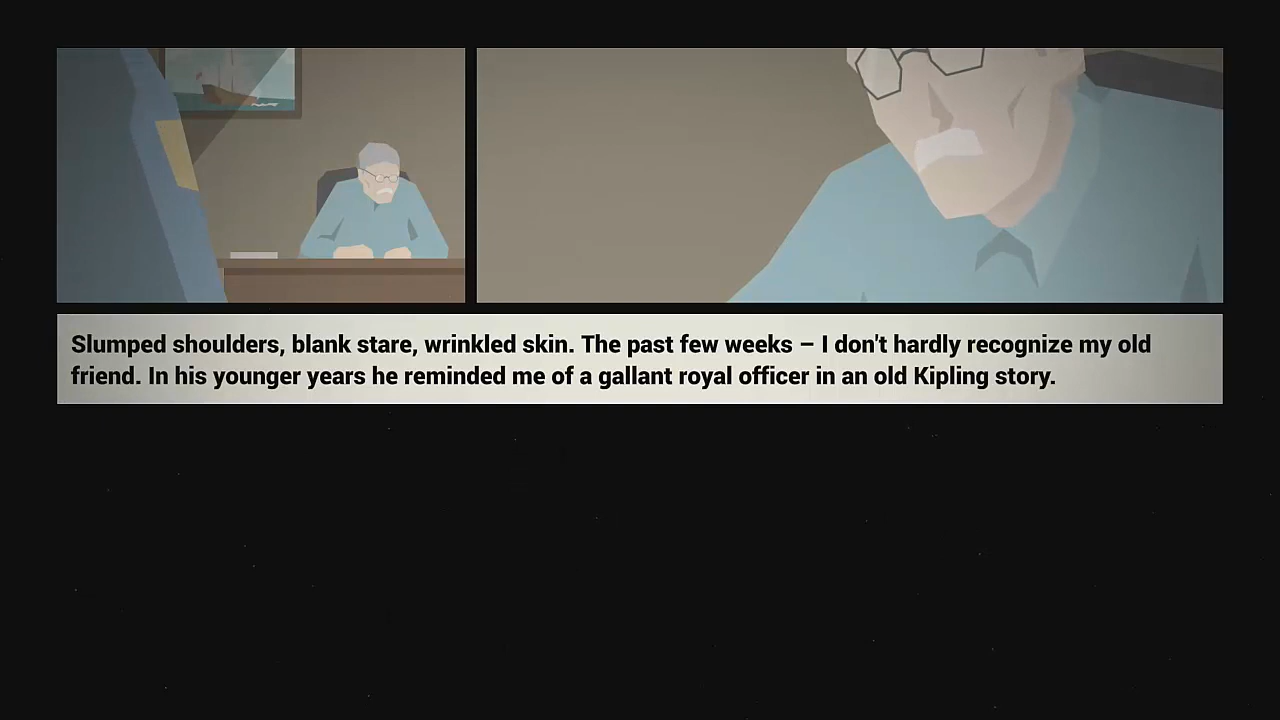 Slumped shoulders, blank stare, wrinkled skin. The past few weeks – I don't hardly recognize my old
friend. In his younger years he reminded me of a gallant royal officer in an old Kipling story.